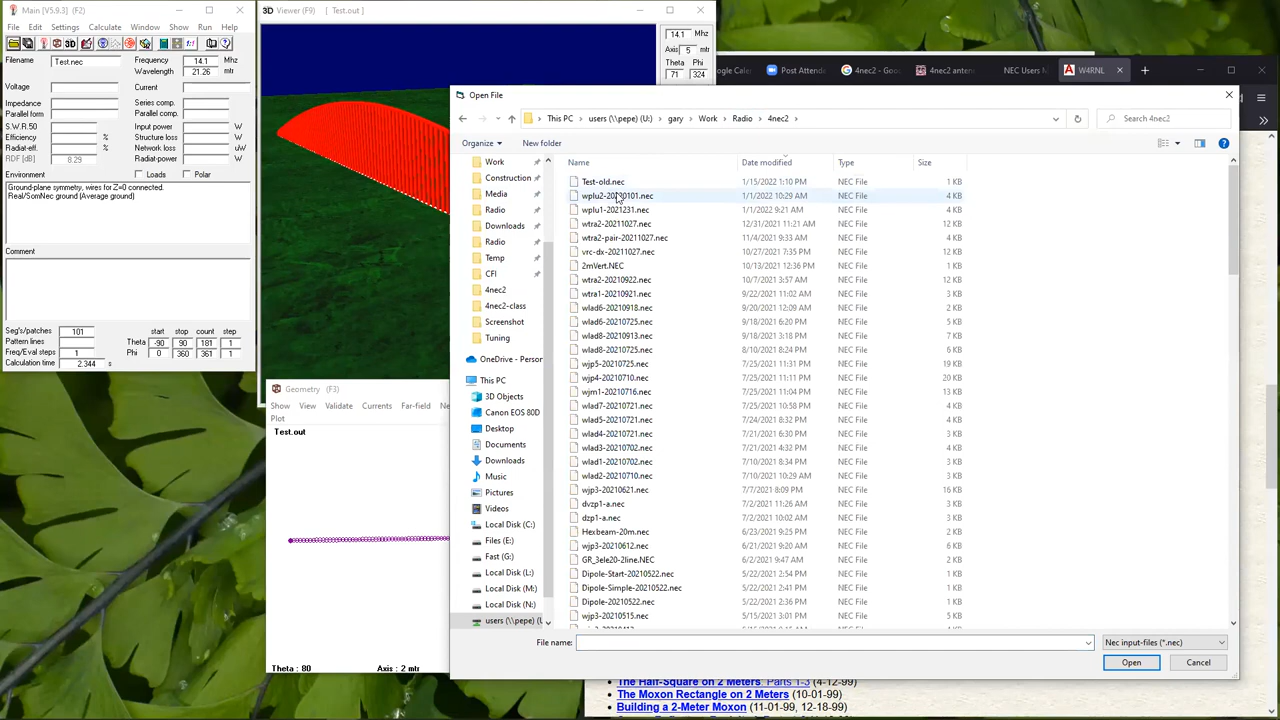 Main [V5.9.3] (F2)
File Edit Settings Calculate Window Show Run Help
Filename Test.nec
Frequency 14.1 Mhz
Wavelength 21.26 mtr
Voltage
Current
Impedance
Series comp.
Parallel form
Parallel comp.
S.W.R.50
Input power W
Efficiency %
Structure loss W
Radiat-eff. %
Network loss uW
RDF [dB] 8.29
Radiat-power W
Environment
Loads Polar
Ground-plane symmetry, wires for Z=0 connected.
Real/SomNec ground (Average ground)
Comment
Seg's/patches 101
start stop count step
Pattern lines
Theta -90 90 181 1
Freq/Eval steps 1
Phi 0 360 361 1
Calculation time 2.344 s
3D Viewer (F9) [ Test.out ]
14.1 Mhz
Axis 5 mtr
Theta Phi
71 324
Geometry (F3)
Show View Validate Currents Far-field
Plot
Test.out
Theta : 80 Axis : 2 mtr
Post Attende
4nec2 - Goo
4nec2 anten
NEC Users M
W4RNL
Open File
This PC > users (\\pepe) (U:) > gary > Work > Radio > 4nec2 >
Search 4nec2
Organize New folder
Work
Construction
Media
Radio
Downloads
Radio
Temp
CFI
4nec2
4nec2-class
Screenshot
Tuning
OneDrive - Person
This PC
3D Objects
Canon EOS 80D
Desktop
Documents
Downloads
Music
Pictures
Videos
Local Disk (C:)
Files (E:)
Fast (G:)
Local Disk (L:)
Local Disk (M:)
Local Disk (N:)
users (\\pepe) (U
Name Date modified Type Size
Test-old.nec 1/15/2022 1:10 PM NEC File 1 KB
wplu2-20220101.nec 1/1/2022 10:29 AM NEC File 4 KB
wplu1-2021231.nec 1/1/2022 9:21 AM NEC File 4 KB
wtra2-20211027.nec 12/31/2021 11:21 AM NEC File 12 KB
wtra2-pair-20211027.nec 11/4/2021 9:33 AM NEC File 4 KB
vrc-dx-20211027.nec 10/27/2021 7:35 PM NEC File 12 KB
2mVert.NEC 10/13/2021 12:36 PM NEC File 1 KB
wtra2-20210922.nec 10/7/2021 3:57 AM NEC File 12 KB
wtra1-20210921.nec 9/22/2021 11:02 AM NEC File 3 KB
wlad6-20210918.nec 9/20/2021 12:09 AM NEC File 4 KB
wlad6-20210725.nec 9/18/2021 6:20 PM NEC File 5 KB
wlad8-20210913.nec 9/18/2021 3:18 PM NEC File 4 KB
wlad8-20210725.nec 8/10/2021 8:24 PM NEC File 3 KB
wjp5-20210725.nec 7/25/2021 11:31 PM NEC File 19 KB
wjp4-20210710.nec 7/25/2021 11:11 PM NEC File 20 KB
wjm1-20210716.nec 7/25/2021 11:04 PM NEC File 13 KB
wlad7-20210721.nec 7/25/2021 10:58 PM NEC File 3 KB
wlad5-20210721.nec 7/24/2021 8:32 PM NEC File 3 KB
wlad4-20210721.nec 7/21/2021 6:30 PM NEC File 3 KB
wlad3-20210702.nec 7/21/2021 4:32 PM NEC File 3 KB
wlad1-20210702.nec 7/10/2021 8:34 PM NEC File 3 KB
wlad2-20210710.nec 7/10/2021 10:29 AM NEC File 3 KB
wjp3-20210621.nec 7/7/2021 8:09 PM NEC File 16 KB
dvzp1-a.nec 7/2/2021 11:26 AM NEC File 3 KB
dzp1-a.nec 7/2/2021 10:02 AM NEC File 3 KB
Hexbeam-20m.nec 6/23/2021 9:25 PM NEC File 2 KB
wjp3-20210612.nec 6/21/2021 9:20 AM NEC File 6 KB
GR_3ele20-2line.NEC 6/2/2021 9:47 AM NEC File 2 KB
Dipole-Start-20210522.nec 5/22/2021 2:54 PM NEC File 1 KB
Dipole-Simple-20210522.nec 5/22/2021 2:43 PM NEC File 1 KB
Dipole-20210522.nec 5/22/2021 2:36 PM NEC File 1 KB
wjp3-20210515.nec 5/15/2021 2:38 PM NEC File 3 KB
File name: Nec input-files (*.nec)
Open Cancel
The Half-Square on 2 Meters: Parts 1-3 (4-12-99)
The Moxon Rectangle on 2 Meters (10-01-99)
Building a 2-Meter Moxon (11-01-99, 12-18-99)